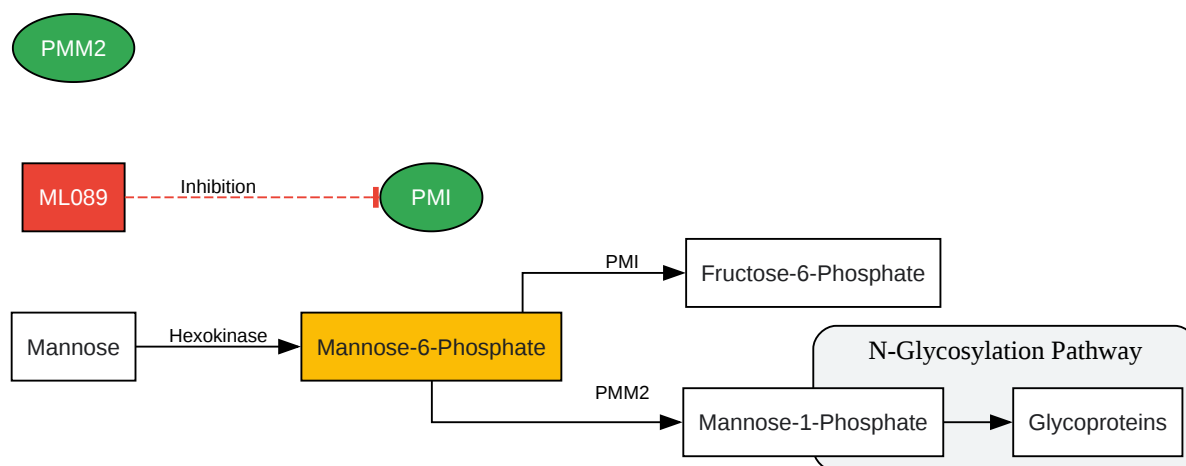 PMM2
ML089
Inhibition
PMI
PMI
Fructose-6-Phosphate
Mannose
Hexokinase
Mannose-6-Phosphate
N-Glycosylation Pathway
PMM2
Mannose-1-Phosphate
Glycoproteins